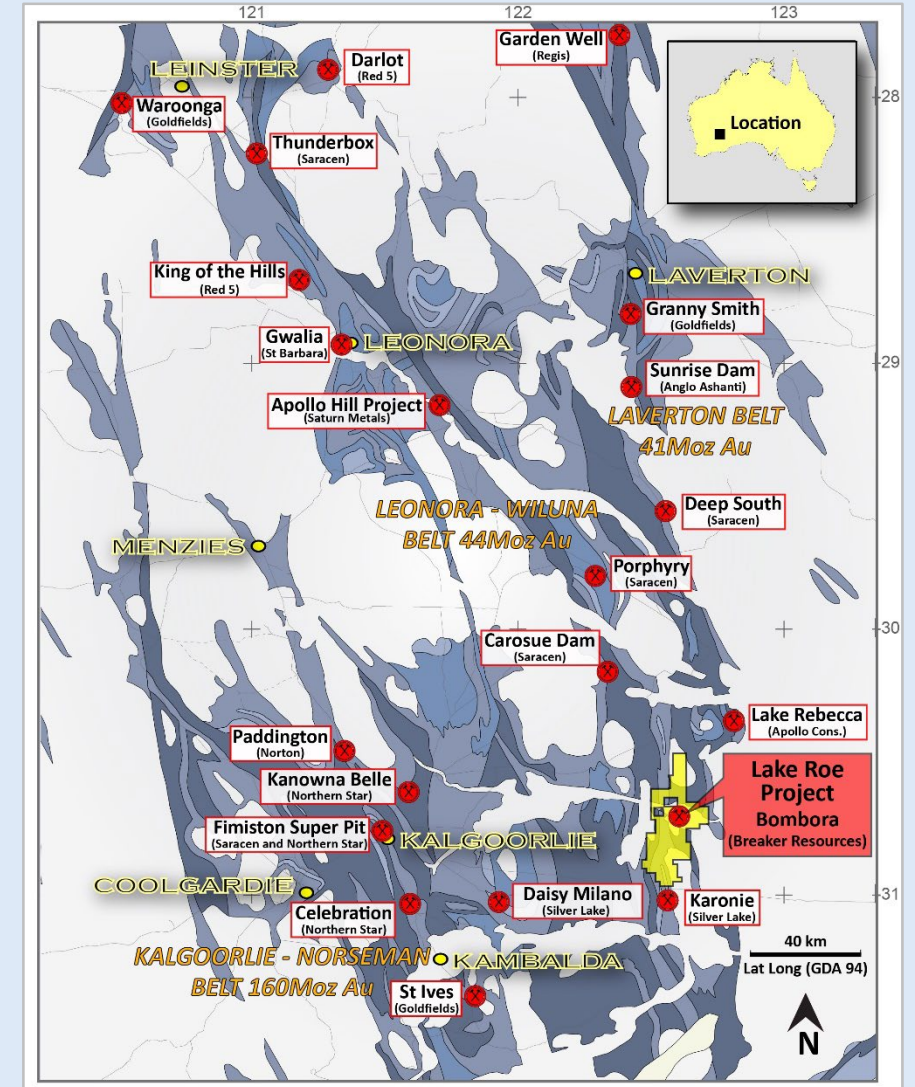 121
122
123
Garden Well
(Regis)
Darlot
(Red 5)
LEINSTER
28
Location
Waroonga
(Goldfields)
Thunderbox
(Saracen)
King of the Hills
(Red 5)
LAVERTON
Granny Smith
(Goldfields)
Gwalia
(St Barbara)
LEONORA
29
Sunrise Dam
(Anglo Ashanti)
Apollo Hill Project
(Saturn Metals)
LAVERTON BELT
41Moz Au
LEONORA - WILUNA
BELT 44Moz Au
Deep South
(Saracen)
MENZIES
Porphyry
(Saracen)
30
Carosue Dam
(Saracen)
Lake Rebecca
(Apollo Cons.)
Paddington
(Norton)
Kanowna Belle
(Northern Star)
Lake Roe
Project
Bombora
(Breaker Resources)
Fimiston Super Pit
(Saracen and Northern Star)
KALGOORLIE
COOLGARDIE
31
Celebration
(Northern Star)
Daisy Milano
(Silver Lake)
Karonie
(Silver Lake)
KALGOORLIE - NORSEMAN
BELT 160Moz Au
KAMBALDA
40 km
Lat Long (GDA 94)
St Ives
(Goldfields)
N